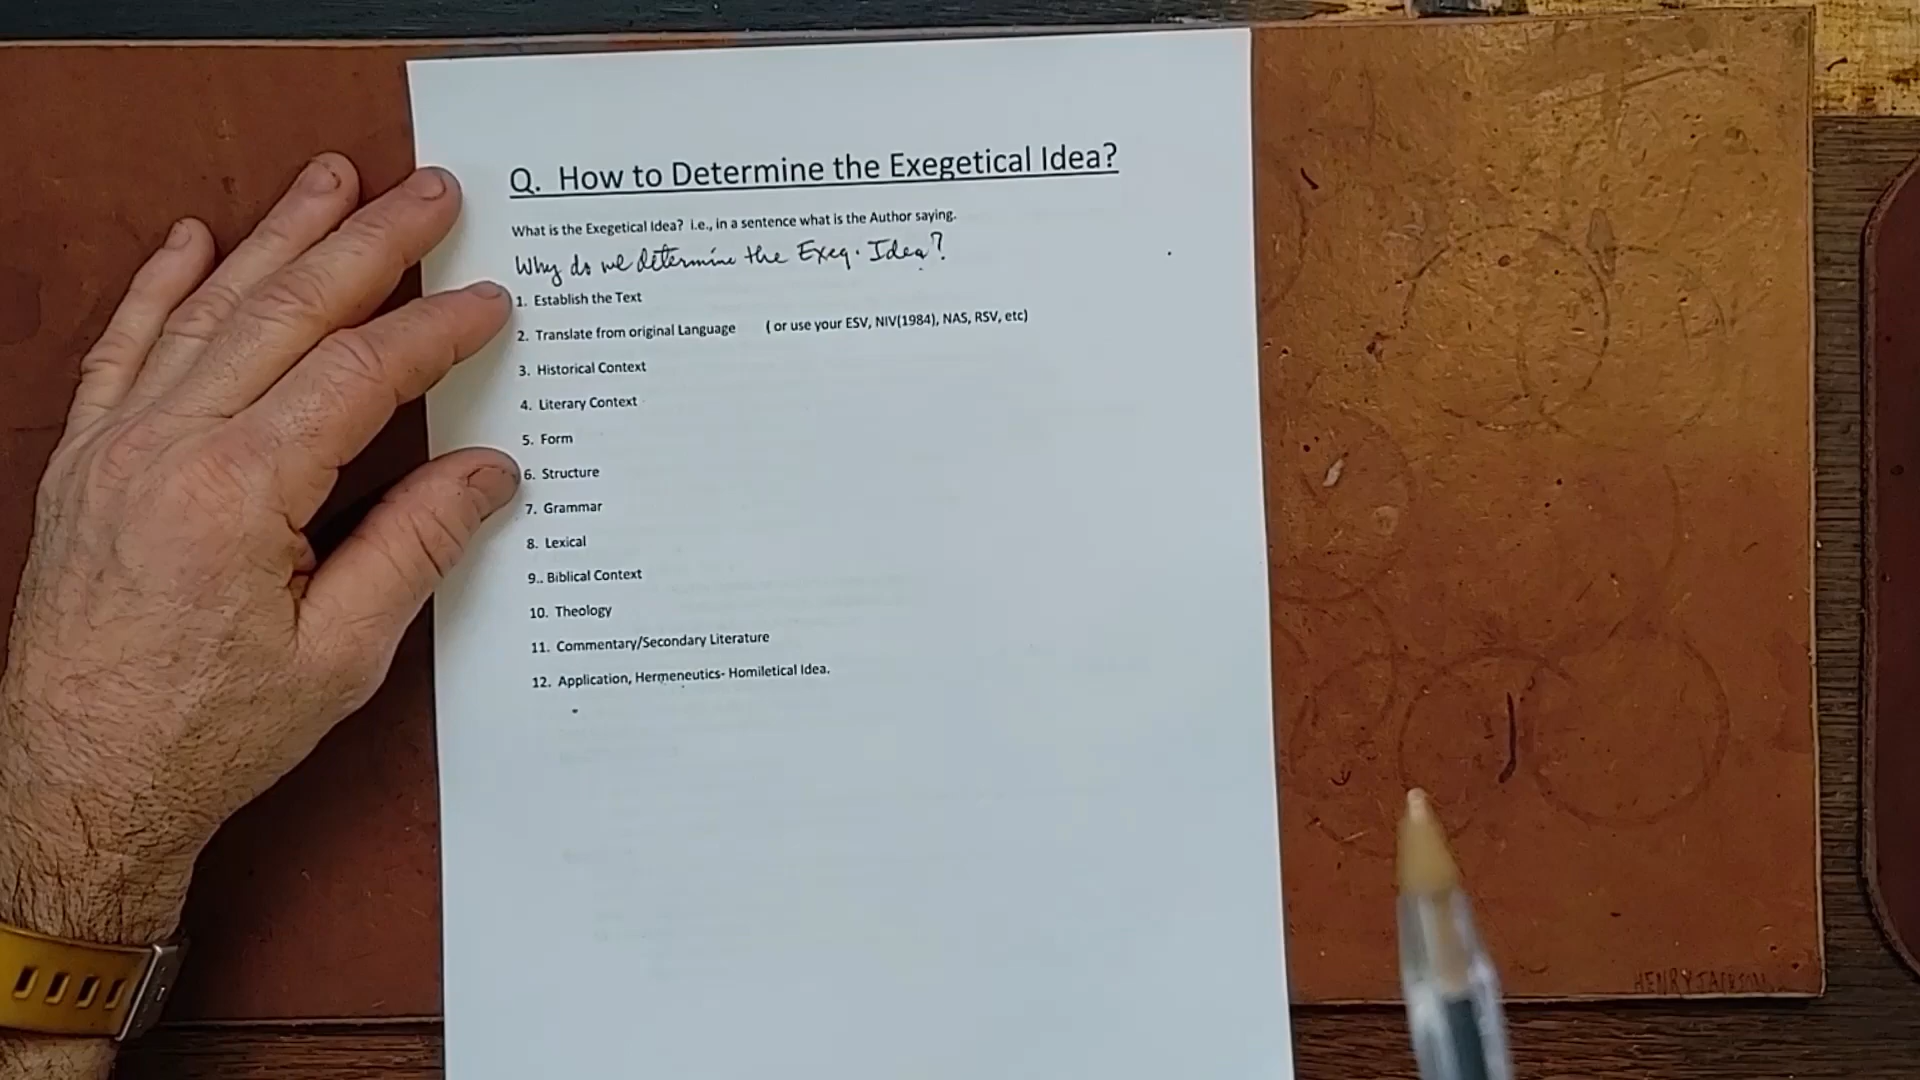 Q. How to Determine the Exegetical Idea?
What is the Exegetical Idea? i.e., in a sentence what is the Author saying.
Why do we determine the Exeg. Idea?
1. Establish the Text
2. Translate from original Language ( or use your ESV, NIV(1984), NAS, RSV, etc)
3. Historical Context
4. Literary Context
5. Form
6. Structure
7. Grammar
8. Lexical
9.. Biblical Context
10. Theology
11. Commentary/Secondary Literature
12. Application, Hermeneutics- Homiletical Idea.
HENRY JACKSON